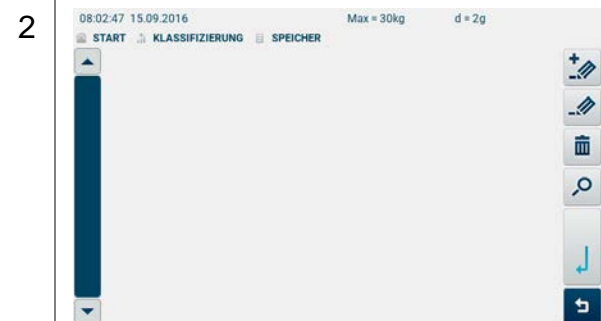 2
08:02:47 15.09.2016 Max = 30kg d = 2g
START KLASSIFIZIERUNG SPEICHER